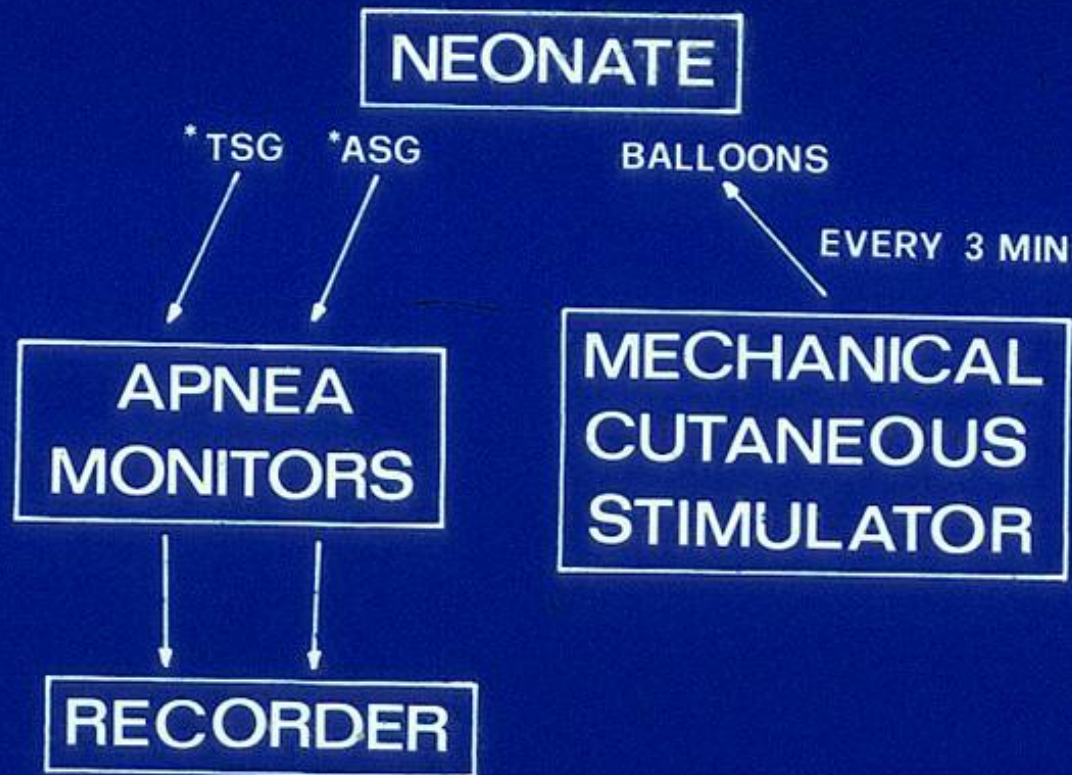 NEONATE
*TSG *ASG
BALLOONS
EVERY 3 MIN
APNEA
MONITORS
MECHANICAL
CUTANEOUS
STIMULATOR
RECORDER